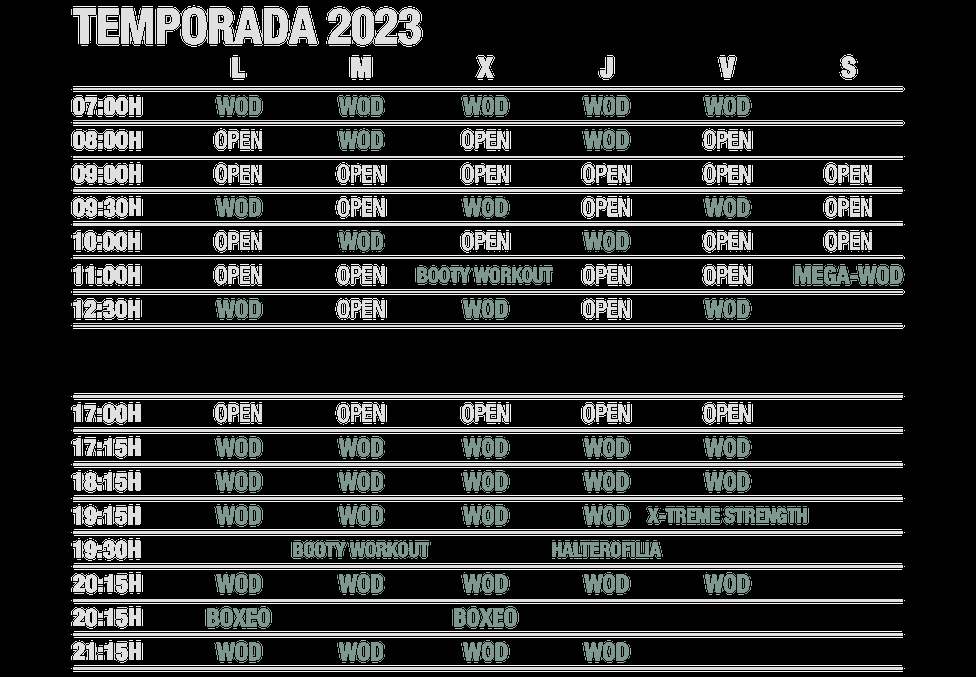 TEMPORADA 2023
L M X J V S
07:00H WOD WOD WOD WOD WOD
08:00H OPEN WOD OPEN WOD OPEN
09:00H OPEN OPEN OPEN OPEN OPEN OPEN
09:30H WOD OPEN WOD OPEN WOD OPEN
10:00H OPEN WOD OPEN WOD OPEN OPEN
11:00H OPEN OPEN BOOTY WORKOUT OPEN OPEN MEGA-WOD
12:30H WOD OPEN WOD OPEN WOD
17:00H OPEN OPEN OPEN OPEN OPEN
17:15H WOD WOD WOD WOD WOD
18:15H WOD WOD WOD WOD WOD
19:15H WOD WOD WOD WOD X-TREME STRENGTH
19:30H BOOTY WORKOUT HALTEROFILIA
20:15H WOD WOD WOD WOD WOD
20:15H BOXEO BOXEO
21:15H WOD WOD WOD WOD